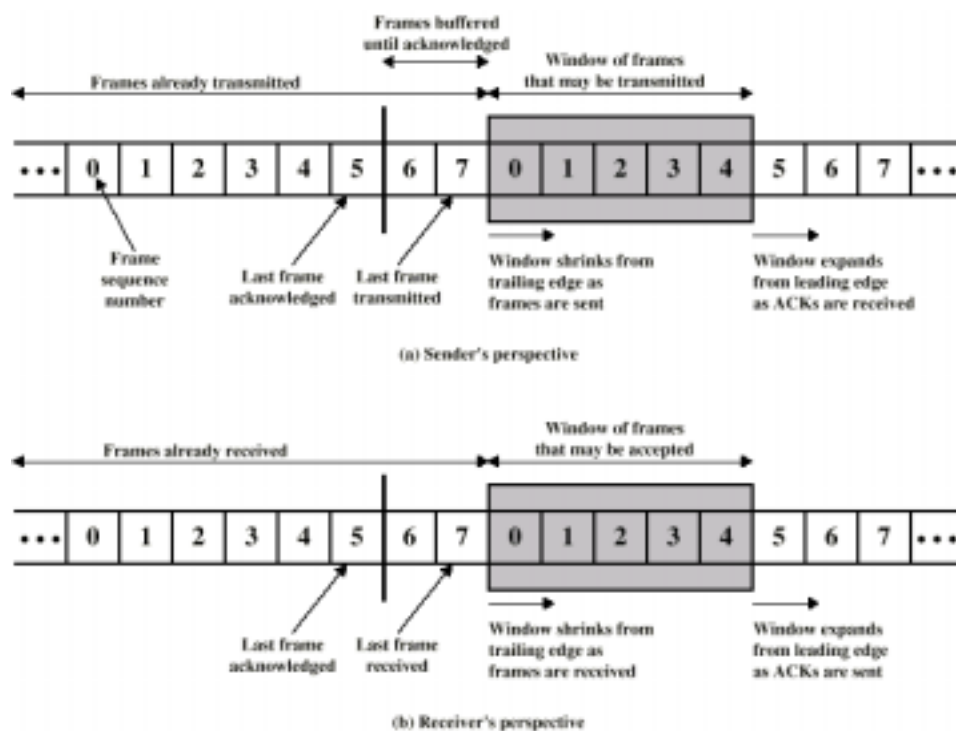 Frames buffered
until acknowledged
Window of frames
that may be transmitted
Frames already transmitted
••• 0 1 2 3 4 5 6 7 0 1 2 3 4 5 6 7 •••
Frame
sequence
number
Last frame
acknowledged
Last frame
transmitted
Window shrinks from
trailing edge as
frames are sent
Window expands
from leading edge
as ACKs are received
(a) Sender's perspective
Window of frames
that may be accepted
Frames already received
••• 0 1 2 3 4 5 6 7 0 1 2 3 4 5 6 7 •••
Last frame
acknowledged
Last frame
received
Window shrinks from
trailing edge as
frames are received
Window expands
from leading edge
as ACKs are sent
(b) Receiver's perspective